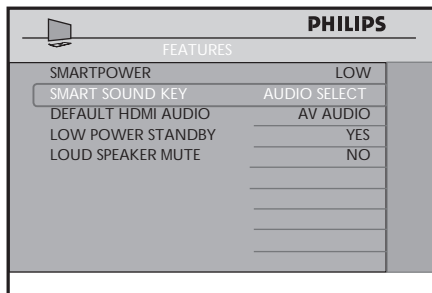 PHILIPS
FEATURES
SMARTPOWER LOW
SMART SOUND KEY AUDIO SELECT
DEFAULT HDMI AUDIO AV AUDIO
LOW POWER STANDBY YES
LOUD SPEAKER MUTE NO